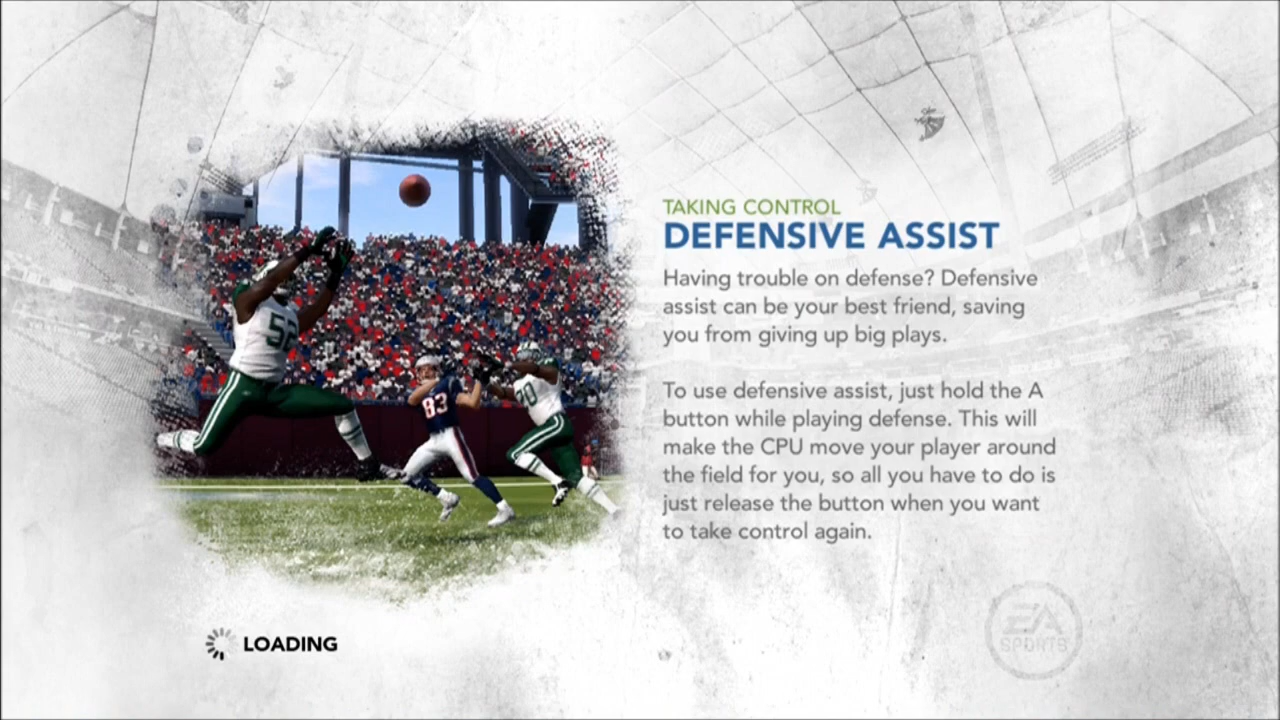 TAKING CONTROL
DEFENSIVE ASSIST
Having trouble on defense? Defensive
assist can be your best friend, saving
you from giving up big plays.
To use defensive assist, just hold the A
button while playing defense. This will
make the CPU move your player around
the field for you, so all you have to do is
just release the button when you want
to take control again.
52
83
20
LOADING
EA
SPORTS